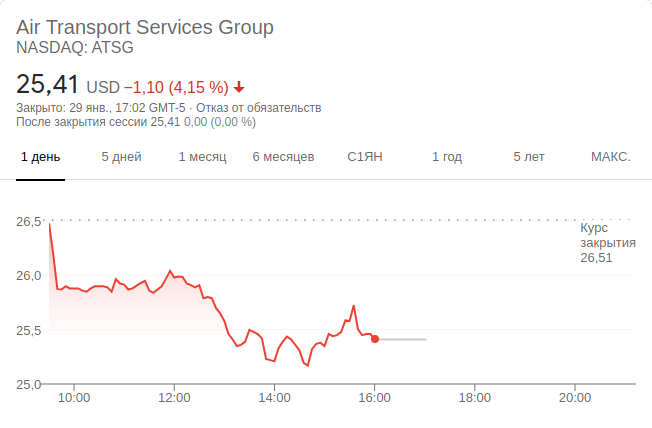 Air Transport Services Group
NASDAQ: ATSG
25,41 USD −1,10 (4,15 %)
Закрыто: 29 янв., 17:02 GMT-5 · Отказ от обязательств
После закрытия сессии 25,41 0,00 (0,00 %)
1 день 5 дней 1 месяц 6 месяцев С1ЯН 1 год 5 лет МАКС.
26,5
Курс
закрытия
26,51
26,0
25,5
25,0
10:00 12:00 14:00 16:00 18:00 20:00